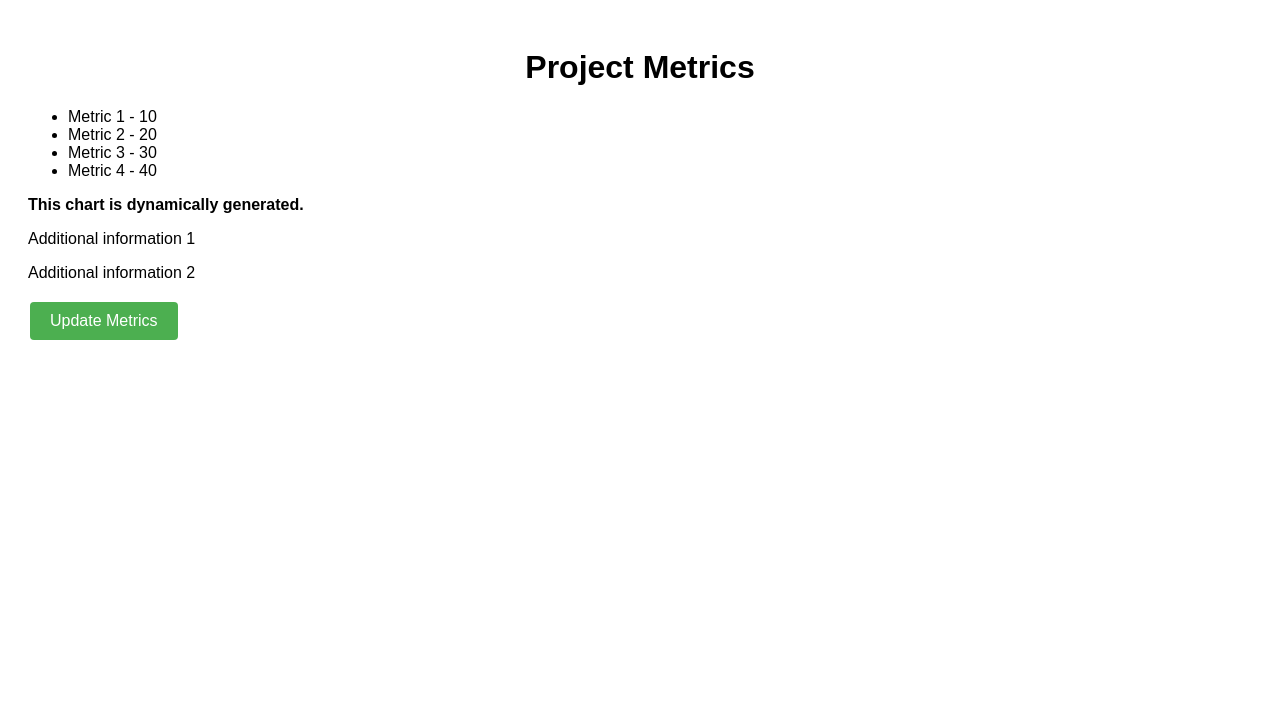 Project Metrics
Metric 1 - 10
Metric 2 - 20
Metric 3 - 30
Metric 4 - 40
This chart is dynamically generated.
Additional information 1
Additional information 2
Update Metrics